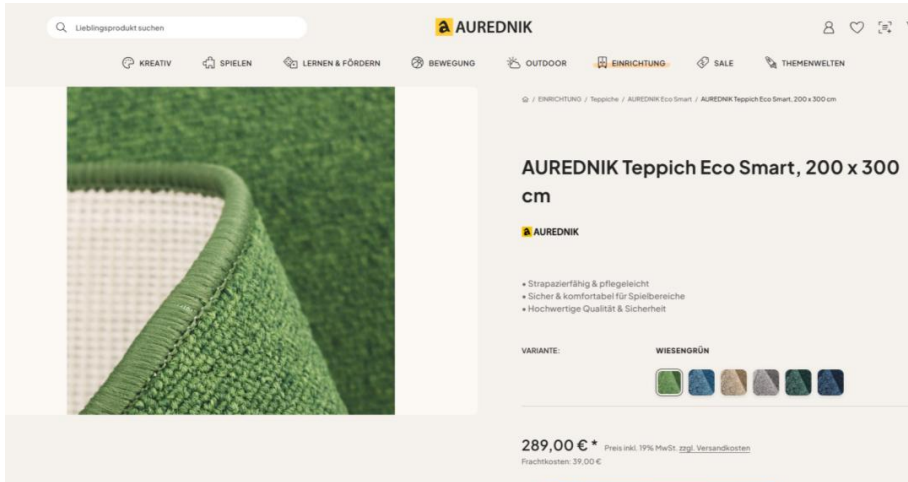 Lieblingsprodukt suchen
a AUREDNIK
KREATIV SPIELEN LERNEN & FÖRDERN BEWEGUNG OUTDOOR EINRICHTUNG SALE THEMENWELTEN
/ EINRICHTUNG / Teppiche / AUREDNIK Eco Smart / AUREDNIK Teppich Eco Smart, 200 x 300 cm
AUREDNIK Teppich Eco Smart, 200 x 300
cm
a AUREDNIK
• Strapazierfähig & pflegeleicht
• Sicher & komfortabel für Spielbereiche
• Hochwertige Qualität & Sicherheit
VARIANTE: WIESENGRÜN
289,00 € * Preis inkl. 19% MwSt. zzgl. Versandkosten
Frachtkosten: 39,00 €